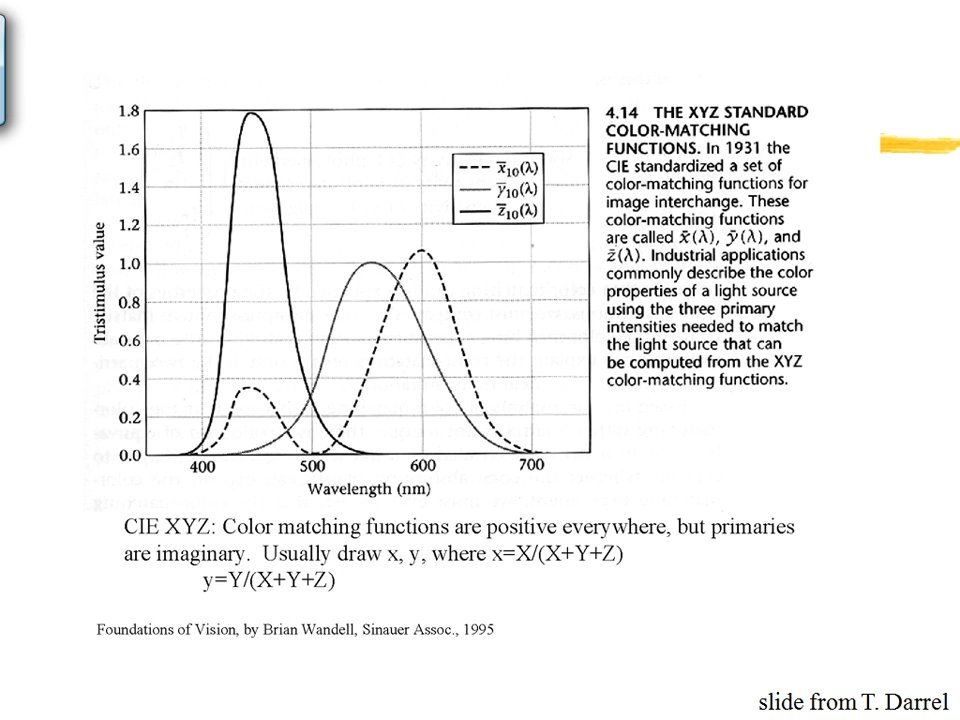 1.8
1.6
1.4
1.2
1.0
0.8
0.6
0.4
0.2
0.0
Tristimulus value
400 500 600 700
Wavelength (nm)
x̄10(λ)
ȳ10(λ)
z̄10(λ)
4.14 THE XYZ STANDARD
COLOR-MATCHING
FUNCTIONS. In 1931 the
CIE standardized a set of
color-matching functions for
image interchange. These
color-matching functions
are called x̄(λ), ȳ(λ), and
z̄(λ). Industrial applications
commonly describe the color
properties of a light source
using the three primary
intensities needed to match
the light source that can
be computed from the XYZ
color-matching functions.
CIE XYZ: Color matching functions are positive everywhere, but primaries
are imaginary. Usually draw x, y, where x=X/(X+Y+Z)
y=Y/(X+Y+Z)
Foundations of Vision, by Brian Wandell, Sinauer Assoc., 1995
slide from T. Darrel